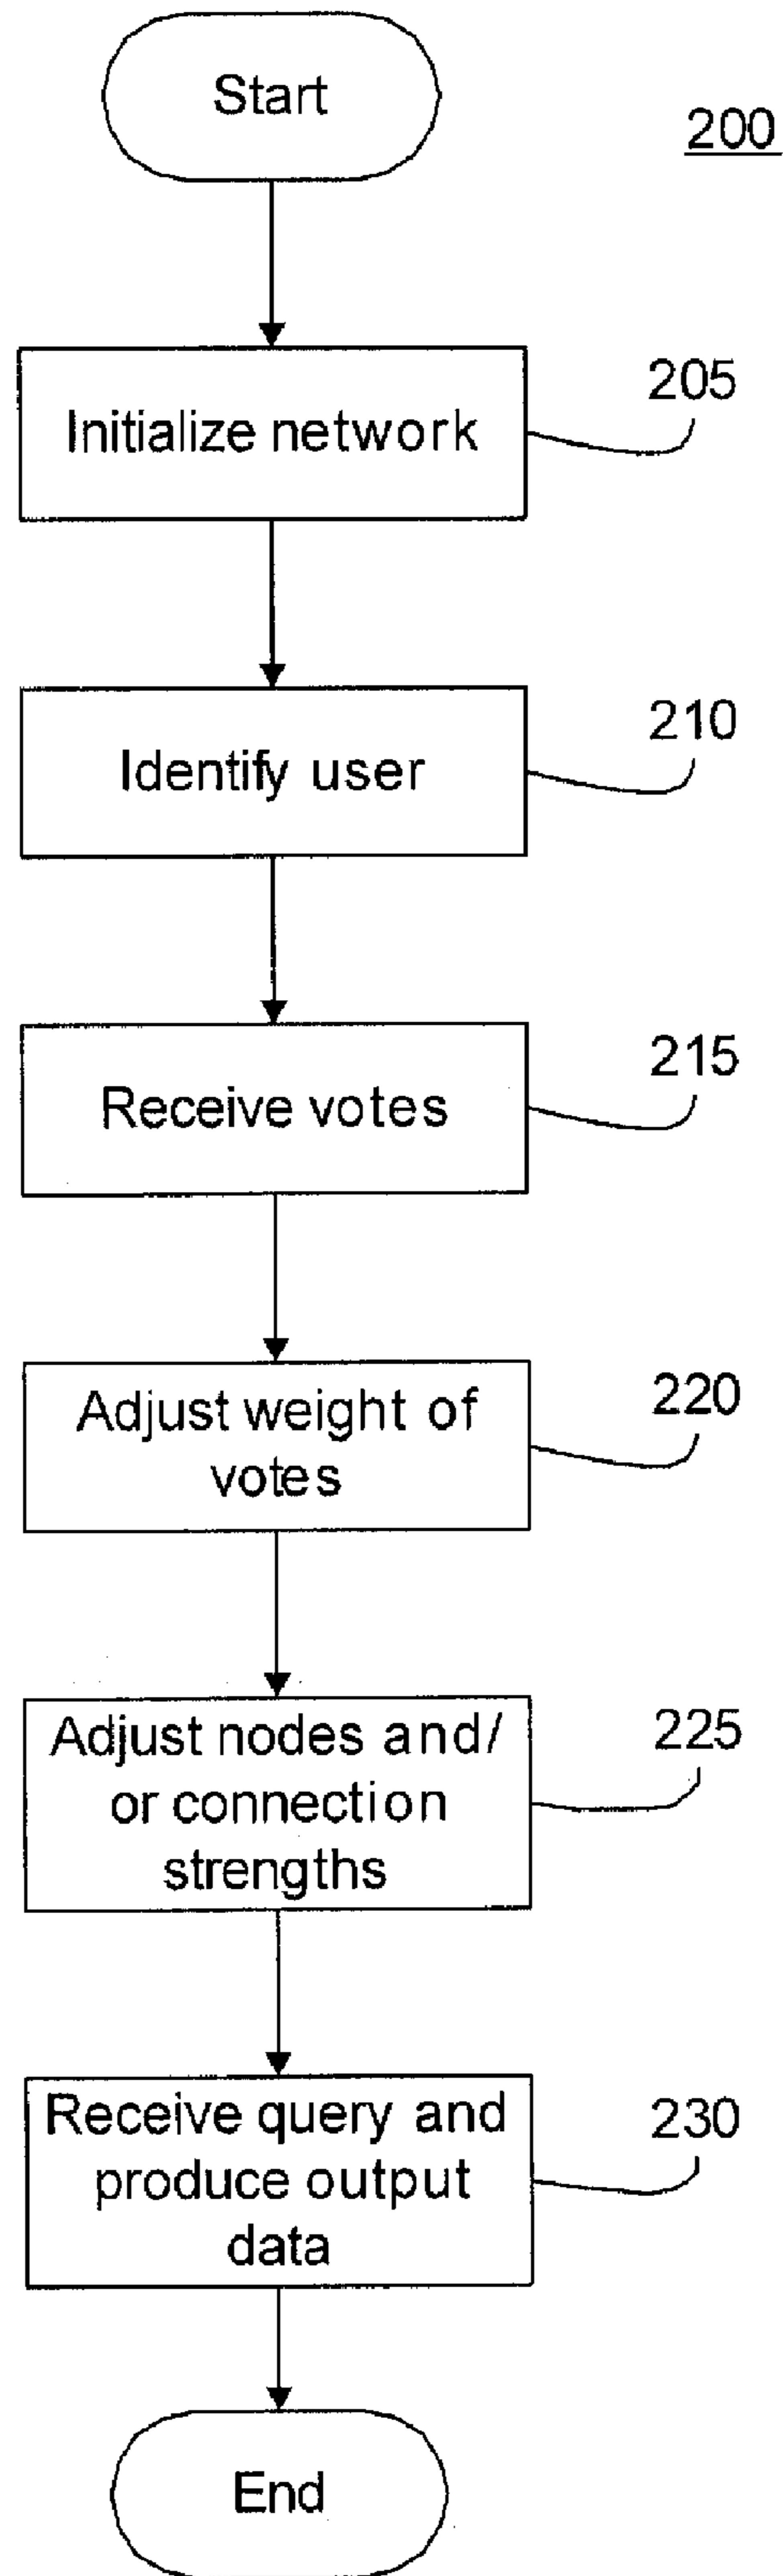 Start
200
Initialize network
205
Identify user
210
Receive votes
215
Adjust weight of
votes
220
Adjust nodes and/
or connection
strengths
225
Receive query and
produce output
data
230
End